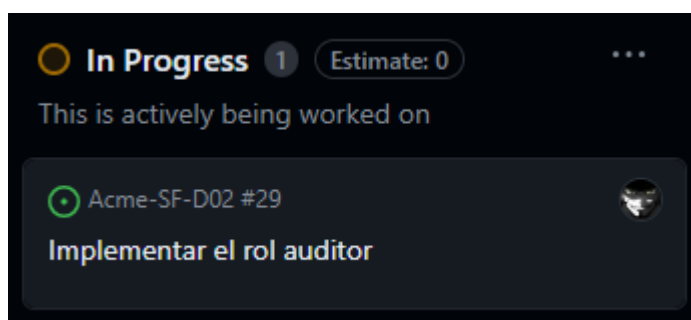 In Progress 1 Estimate: 0 ...
This is actively being worked on
Acme-SF-D02 #29
Implementar el rol auditor